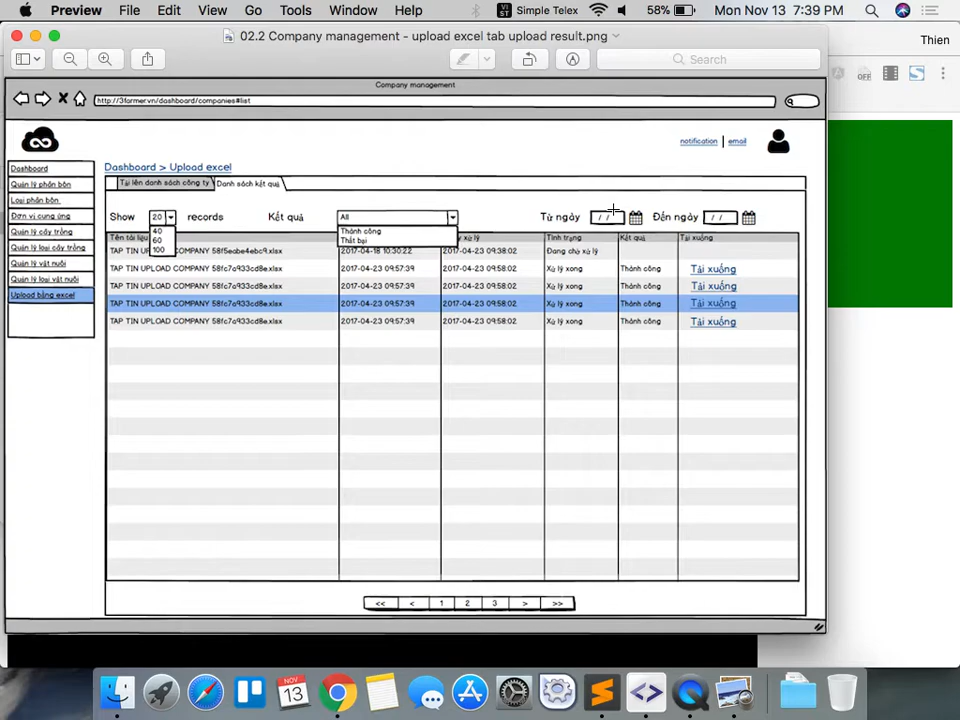 Preview File Edit View Go Tools Window Help
VI ST Simple Telex 58% Mon Nov 13 7:39 PM
02.2 Company management - upload excel tab upload result.png
Thien
Search
OFF
Company management
http://3farmer.vn/dashboard/companies#list
notification | email
Dashboard
Quản lý phân bón
Loại phân bón
Đơn vị cung ứng
Quản lý cây trồng
Quản lý loại cây trồng
Quản lý vật nuôi
Quản lý loại vật nuôi
Upload bằng excel
Dashboard > Upload excel
Tải lên danh sách công ty Danh sách kết quả
Show 20 records Kết quả All Từ ngày / / Đến ngày / /
40
60
100
Thành công
Thất bại
Tên tài liệu xử lý Tình trạng Kết quả Tải xuống
TAP TIN UPLOAD COMPANY 58f5eabe4ebc9.xlsx 2017-04-18 10:30:22 2017-04-23 09:38:02 Đang chờ xử lý
TAP TIN UPLOAD COMPANY 58fc7a933cd8e.xlsx 2017-04-23 09:57:39 2017-04-23 09:58:02 Xử lý xong Thành công Tải xuống
TAP TIN UPLOAD COMPANY 58fc7a933cd8e.xlsx 2017-04-23 09:57:39 2017-04-23 09:58:02 Xử lý xong Thành công Tải xuống
TAP TIN UPLOAD COMPANY 58fc7a933cd8e.xlsx 2017-04-23 09:57:39 2017-04-23 09:58:02 Xử lý xong Thành công Tải xuống
TAP TIN UPLOAD COMPANY 58fc7a933cd8e.xlsx 2017-04-23 09:57:39 2017-04-23 09:58:02 Xử lý xong Thành công Tải xuống
<< < 1 2 3 > >>
NOV
13